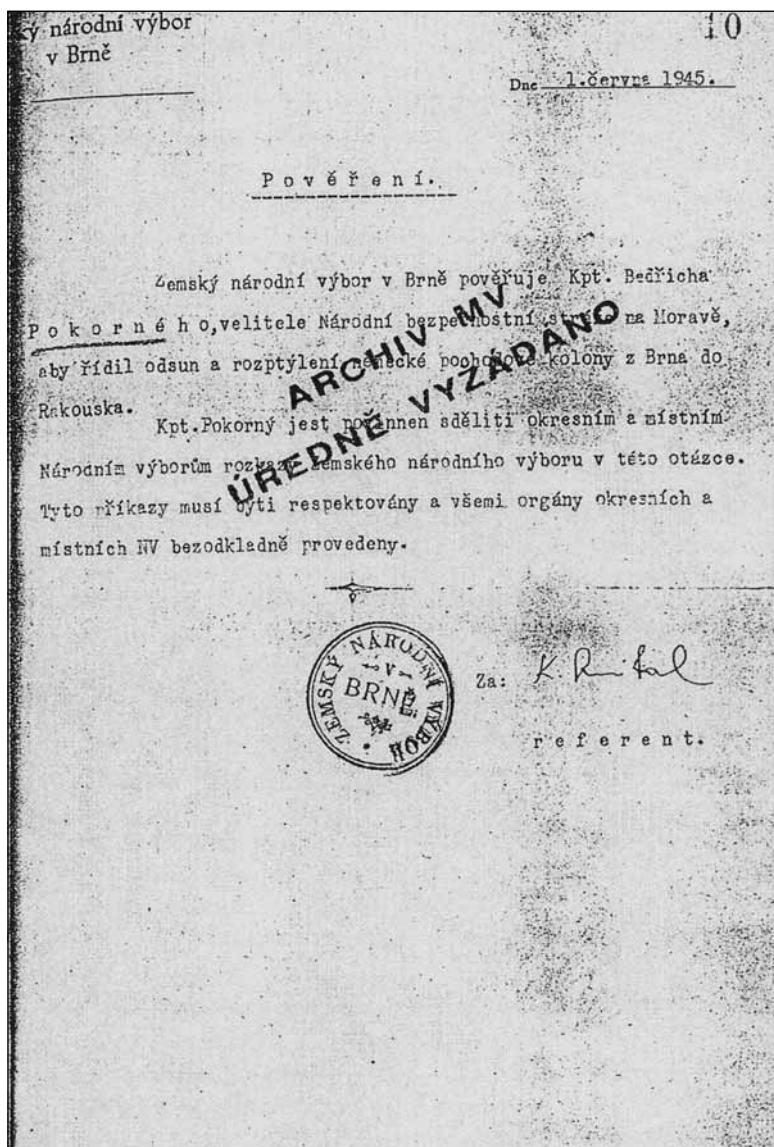 ký národní výbor
v Brně
10
Dne 1.června 1945.
Pověření.
Zemský národní výbor v Brně pověřuje Kpt. Bedřicha
Pokorného, velitele Národní bezpečnostní stráže na Moravě,
aby řídil odsun a rozptýlení německé pochodové kolony z Brna do
Rakouska.
Kpt.Pokorný jest povinnen sděliti okresním a místním
Národním výborům rozkazy Zemského národního výboru v této otázce.
Tyto příkazy musí býti respektovány a všemi orgány okresních a
místních NV bezodkladně provedeny.
ARCHIV MV
ÚŘEDNĚ VYŽÁDANO
ZEMSKÝ NÁRODNÍ VÝBOR
V
BRNĚ
Za:
referent.